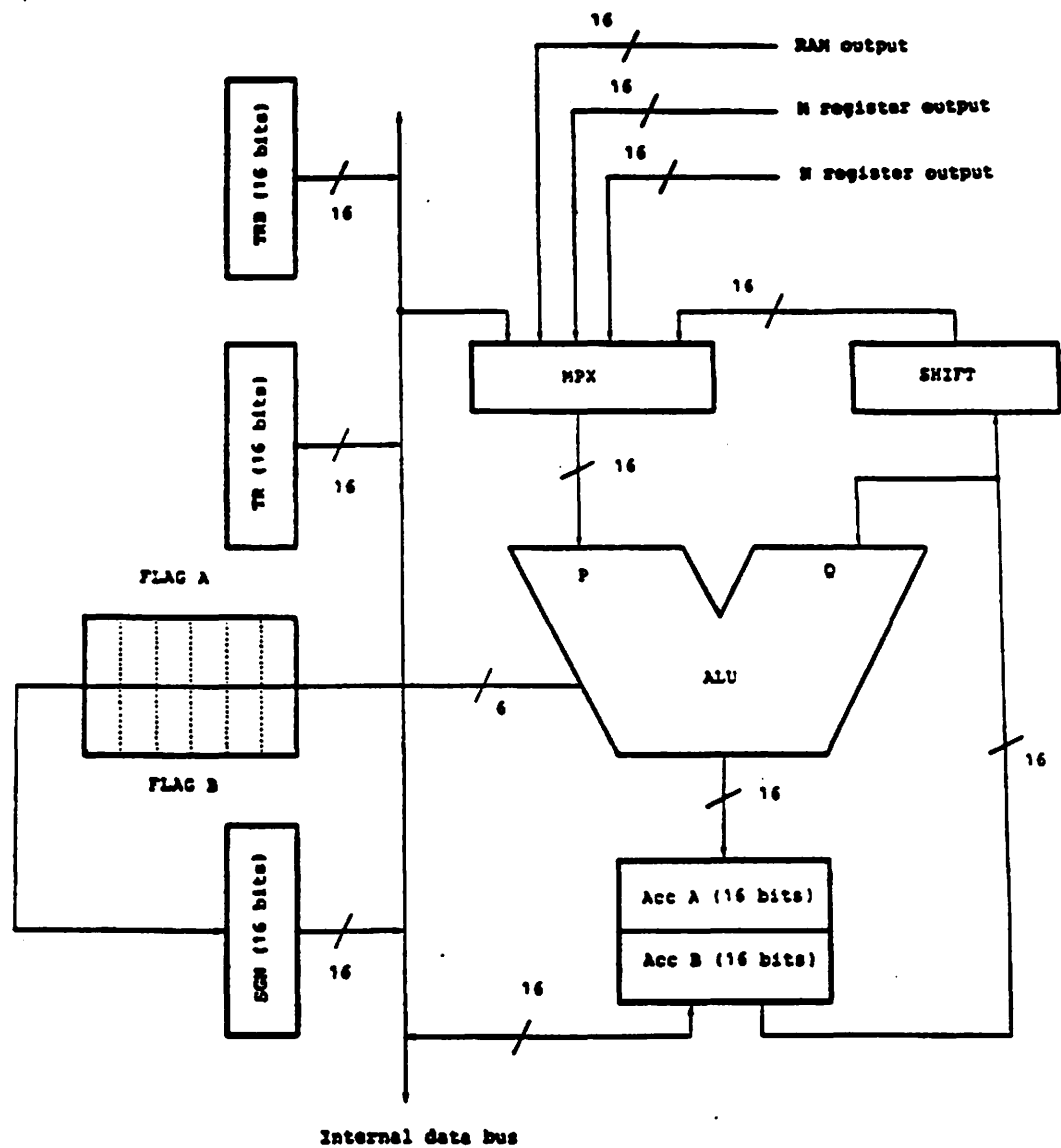 16
RAM output
16
M register output
16
N register output
TRB (16 bits)
16
16
MPX
SHIFT
TR (16 bits)
16
16
FLAG A
P
Q
ALU
6
16
FLAG B
16
SGN (16 bits)
16
Acc A (16 bits)
Acc B (16 bits)
16
Internal data bus